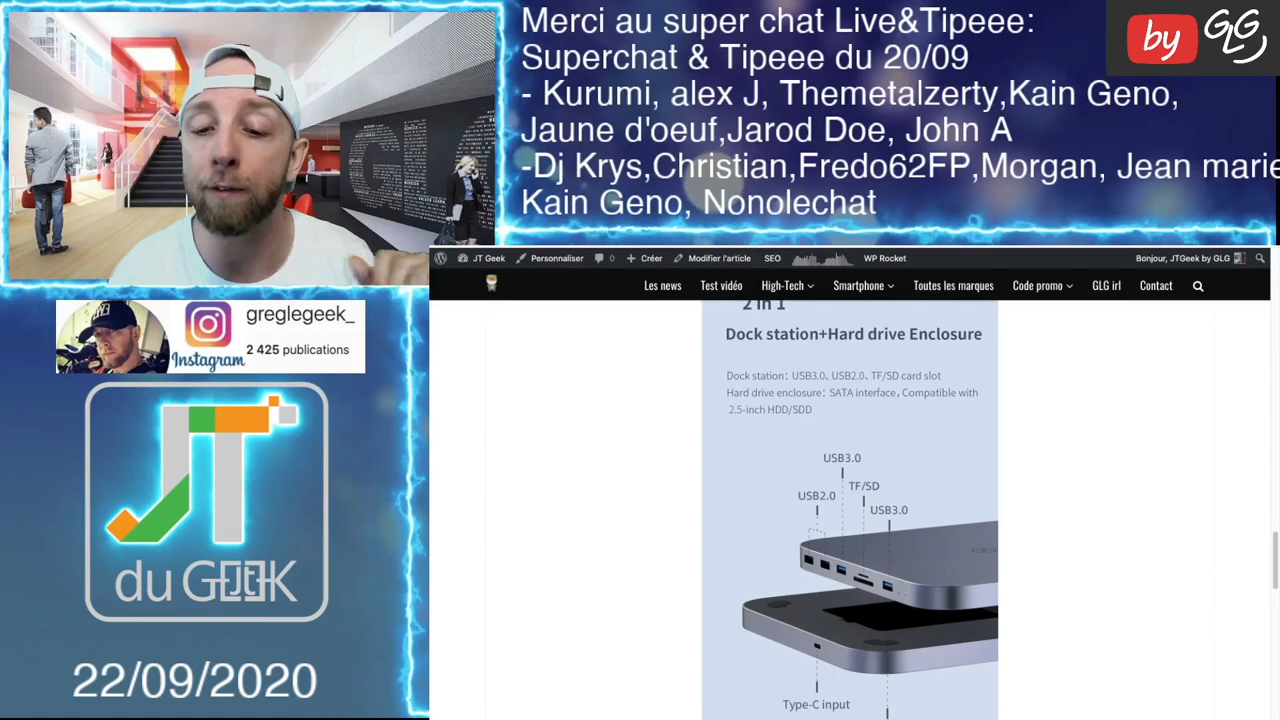 Merci au super chat Live&Tipeee:
Superchat & Tipeee du 20/09
- Kurumi, alex J, Themetalzerty,Kain Geno,
Jaune d'oeuf,Jarod Doe, John A
-Dj Krys,Christian,Fredo62FP,Morgan, Jean marie
Kain Geno, Nonolechat
by GLG
JT Geek Personnaliser 0 Créer Modifier l'article SEO WP Rocket Bonjour, JTGeek by GLG
Les news Test vidéo High-Tech Smartphone Toutes les marques Code promo GLG irl Contact
greglegeek_
2 425 publications
Instagram
JT
du GEEK
22/09/2020
2 in 1
Dock station+Hard drive Enclosure
Dock station: USB3.0、USB2.0、TF/SD card slot
Hard drive enclosure: SATA interface, Compatible with
2.5-inch HDD/SDD
USB3.0
TF/SD
USB2.0
USB3.0
Type-C input